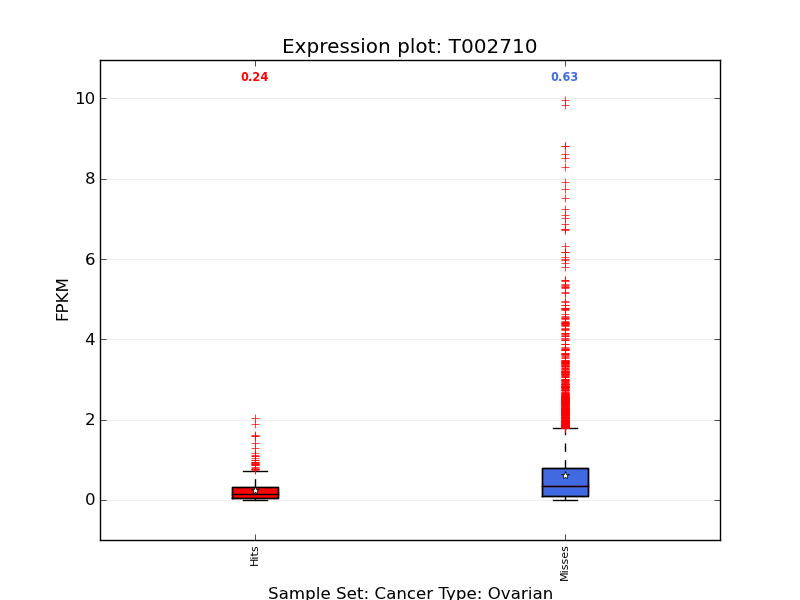 Expression plot: T002710
0.24
0.63
10
8
6
4
2
0
FPKM
Hits
Misses
Sample Set: Cancer Type: Ovarian